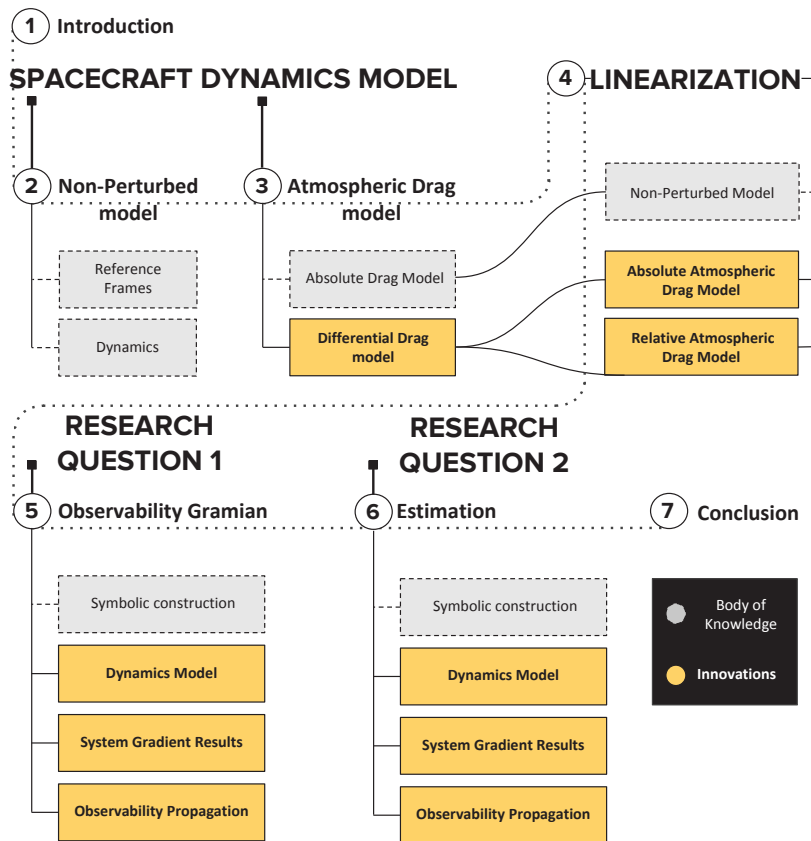 1 Introduction
SPACECRAFT DYNAMICS MODEL
4 LINEARIZATION
2 Non-Perturbed
model
3 Atmospheric Drag
model
Non-Perturbed Model
Reference
Frames
Absolute Drag Model
Absolute Atmospheric
Drag Model
Dynamics
Differential Drag
model
Relative Atmospheric
Drag Model
RESEARCH
QUESTION 1
RESEARCH
QUESTION 2
5 Observability Gramian
6 Estimation
7 Conclusion
Symbolic construction
Dynamics Model
System Gradient Results
Observability Propagation
Symbolic construction
Dynamics Model
System Gradient Results
Observability Propagation
Body of
Knowledge
Innovations